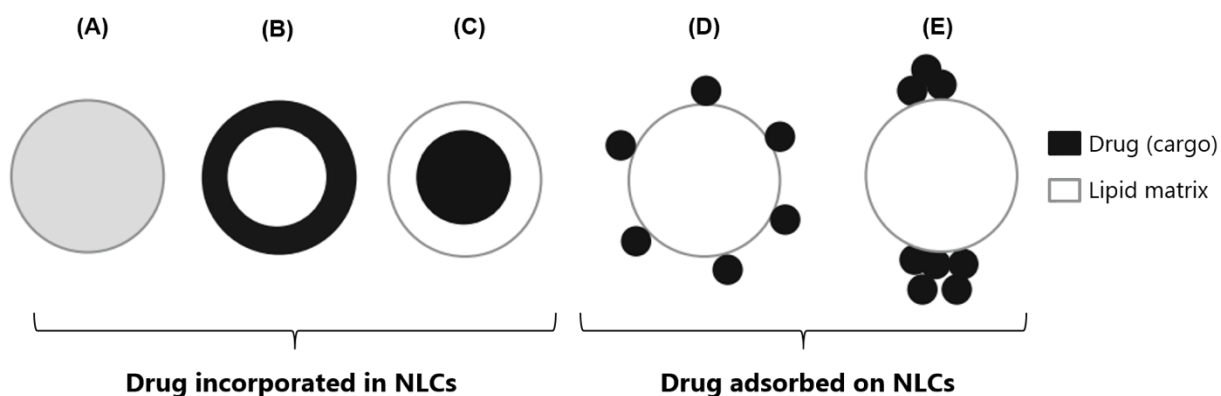 (A)
(B)
(C)
(D)
(E)
Drug (cargo)
Lipid matrix
Drug incorporated in NLCs
Drug adsorbed on NLCs